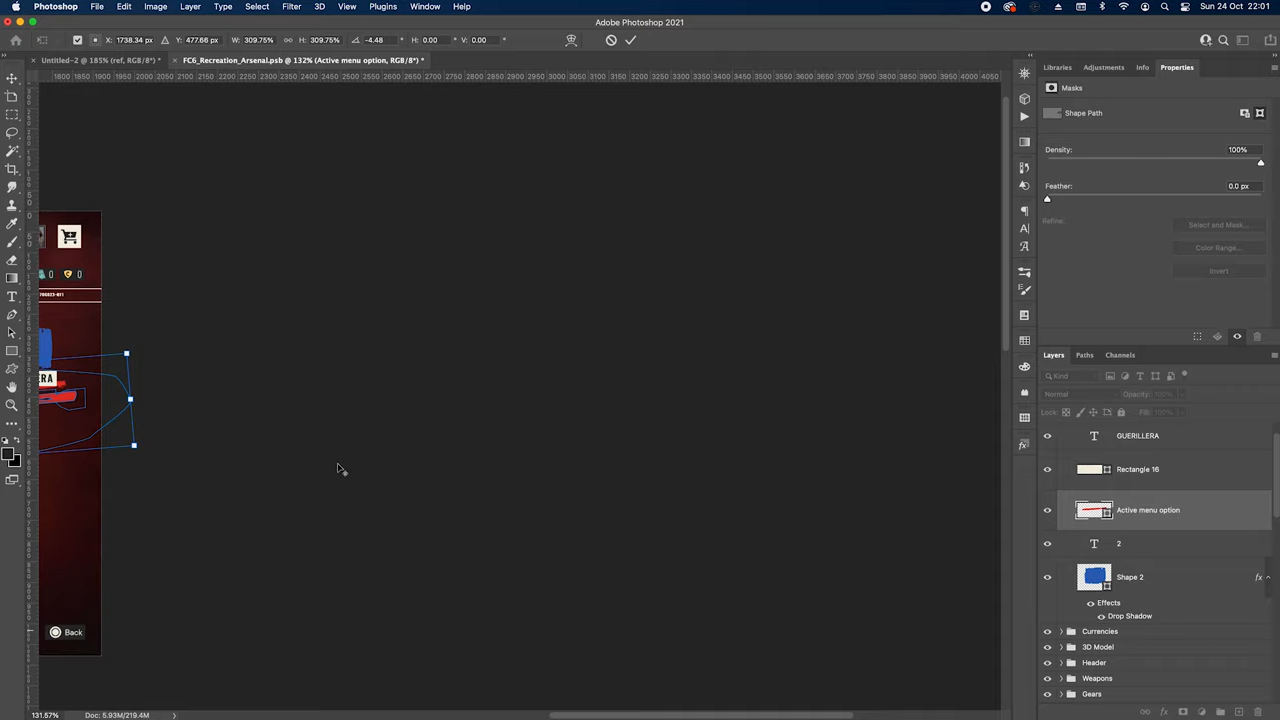 Photoshop File Edit Image Layer Type Select Filter 3D View Plugins Window Help Sun 24 Oct 22:01
Adobe Photoshop 2021
X: 1738.34 px Y: 477.66 px W: 309.75% H: 309.75% -4.48 ° H: 0.00 ° V: 0.00 °
Untitled-2 @ 185% (ref, RGB/8*) * FC6_Recreation_Arsenal.psb @ 132% (Active menu option, RGB/8*) *
1800 1850 1900 1950 2000 2050 2100 2150 2200 2250 2300 2350 2400 2450 2500 2550 2600 2650 2700 2750 2800 2850 2900 2950 3000 3050 3100 3150 3200 3250 3300 3350 3400 3450 3500 3550 3600 3650 3700 3750 3800 3850 3900 3950 4000 4050
Libraries Adjustments Info Properties
Masks
Shape Path
Density: 100%
Feather: 0.0 px
Refine:
Select and Mask...
Color Range...
Invert
0 0
ERA
Back
Layers Paths Channels
Kind
Normal Opacity: 100%
Lock: Fill: 100%
T GUERILLERA
Rectangle 16
Active menu option
T 2
Shape 2 fx
Effects
Drop Shadow
Currencies
3D Model
Header
Weapons
Gears
131.57% Doc: 5.93M/219.4M